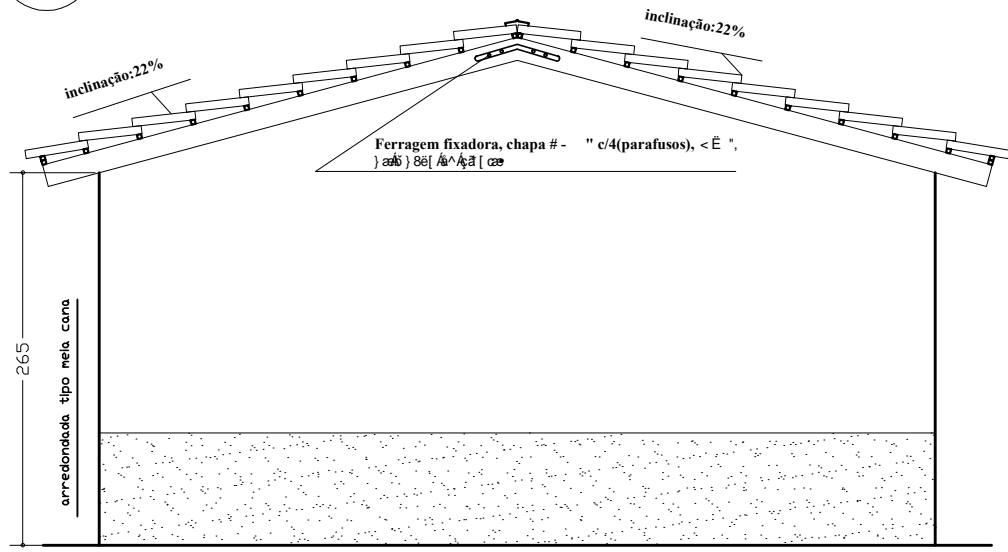 inclinação:22%
inclinação:22%
Ferragem fixadora, chapa # - " c/4(parafusos),
265
arredondada tipo meia cana